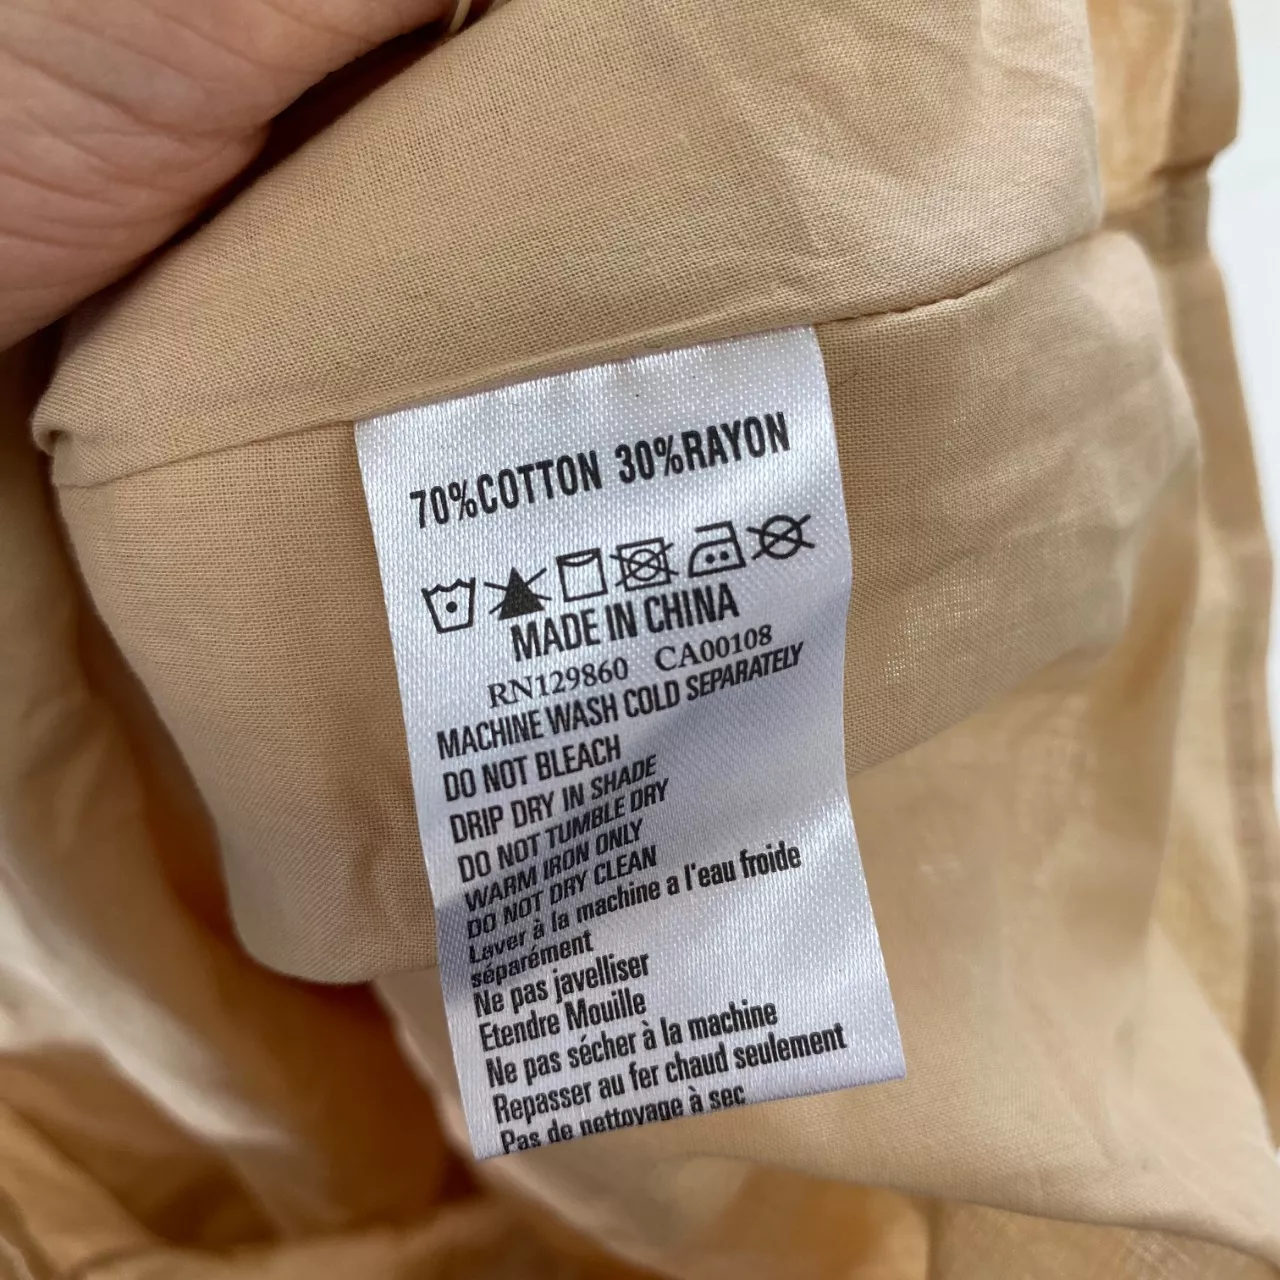 70%COTTON 30%RAYON
MADE IN CHINA
RN129860 CA00108
MACHINE WASH COLD SEPARATELY
DO NOT BLEACH
DRIP DRY IN SHADE
DO NOT TUMBLE DRY
WARM IRON ONLY
DO NOT DRY CLEAN
Laver à la machine a l'eau froide
séparément
Ne pas javelliser
Etendre Mouille
Ne pas sécher à la machine
Repasser au fer chaud seulement
Pas de nettoyage à sec